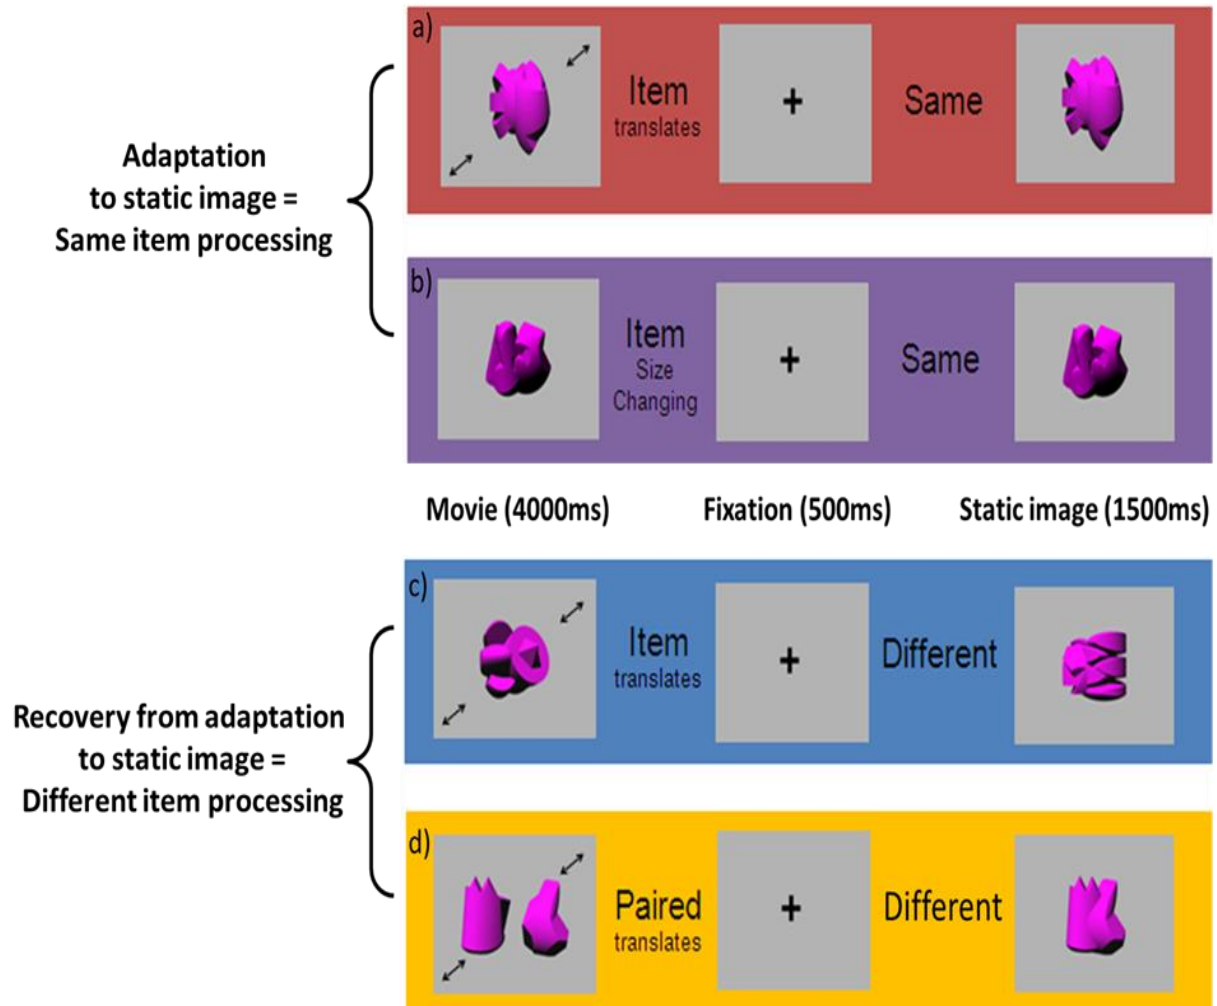 a)
Item
translates
+
Same
Adaptation
to static image =
Same item processing
b)
Item
Size
Changing
+
Same
Movie (4000ms)
Fixation (500ms)
Static image (1500ms)
c)
Item
translates
+
Different
Recovery from adaptation
to static image =
Different item processing
d)
Paired
translates
+
Different